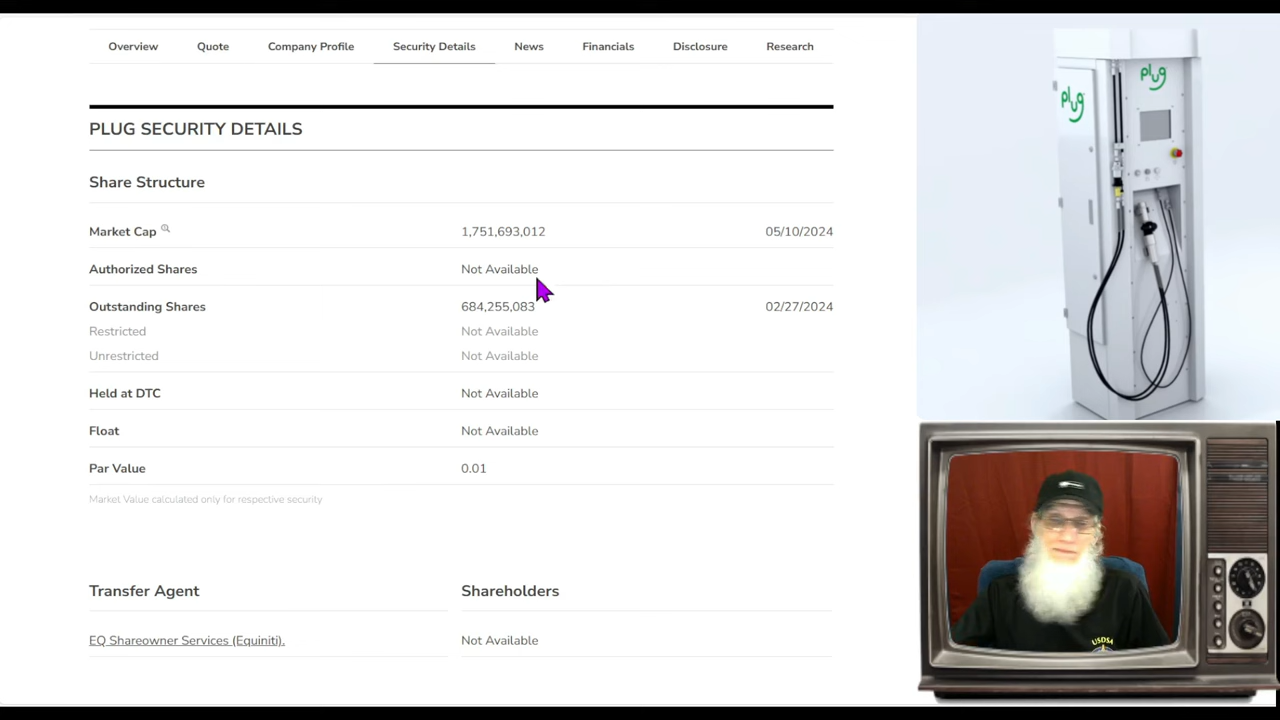 Overview Quote Company Profile Security Details News Financials Disclosure Research
PLUG SECURITY DETAILS
Share Structure
Market Cap 1,751,693,012 05/10/2024
Authorized Shares Not Available
Outstanding Shares 684,255,083 02/27/2024
Restricted Not Available
Unrestricted Not Available
Held at DTC Not Available
Float Not Available
Par Value 0.01
Market Value calculated only for respective security
Transfer Agent Shareholders
EQ Shareowner Services (Equiniti). Not Available
plug
plug
USDSA